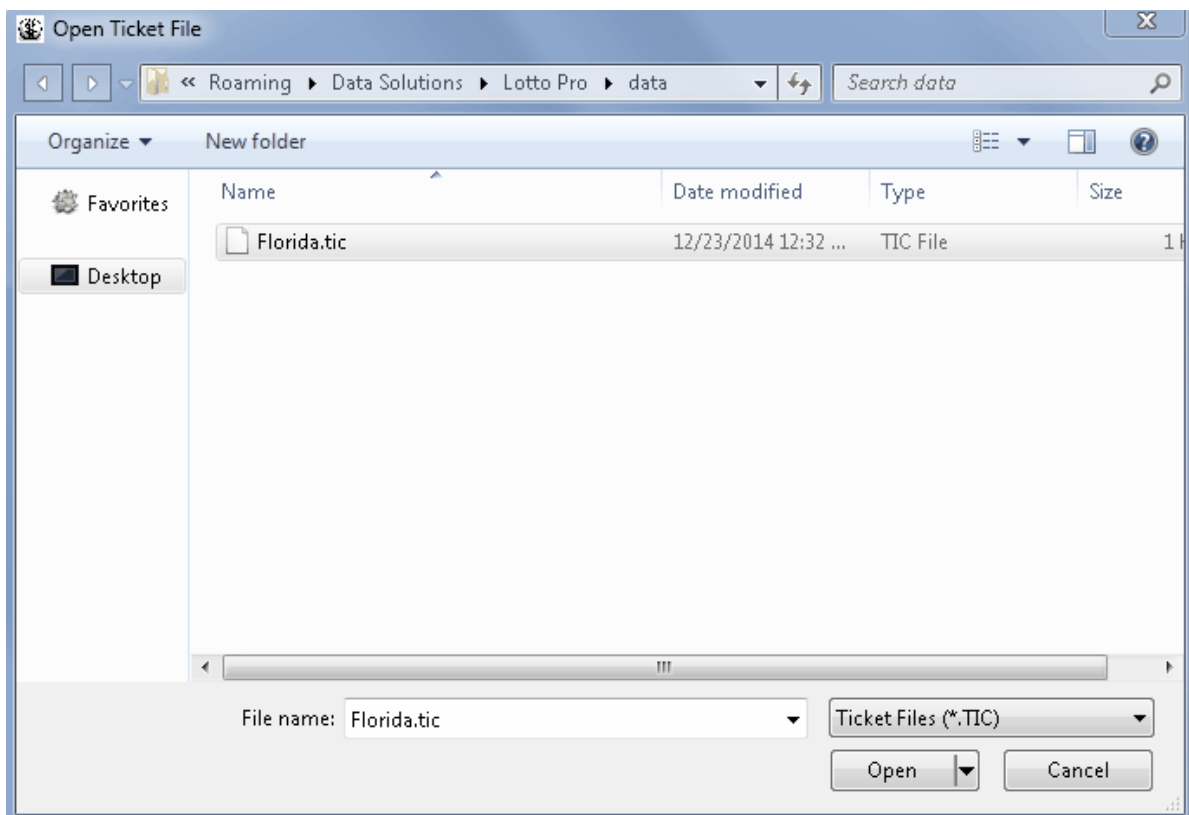 Open Ticket File
« Roaming ▸ Data Solutions ▸ Lotto Pro ▸ data
Search data
Organize
New folder
Name
Date modified
Type
Size
Favorites
Florida.tic
12/23/2014 12:32 ...
TIC File
1
Desktop
File name:
Florida.tic
Ticket Files (*.TIC)
Open
Cancel